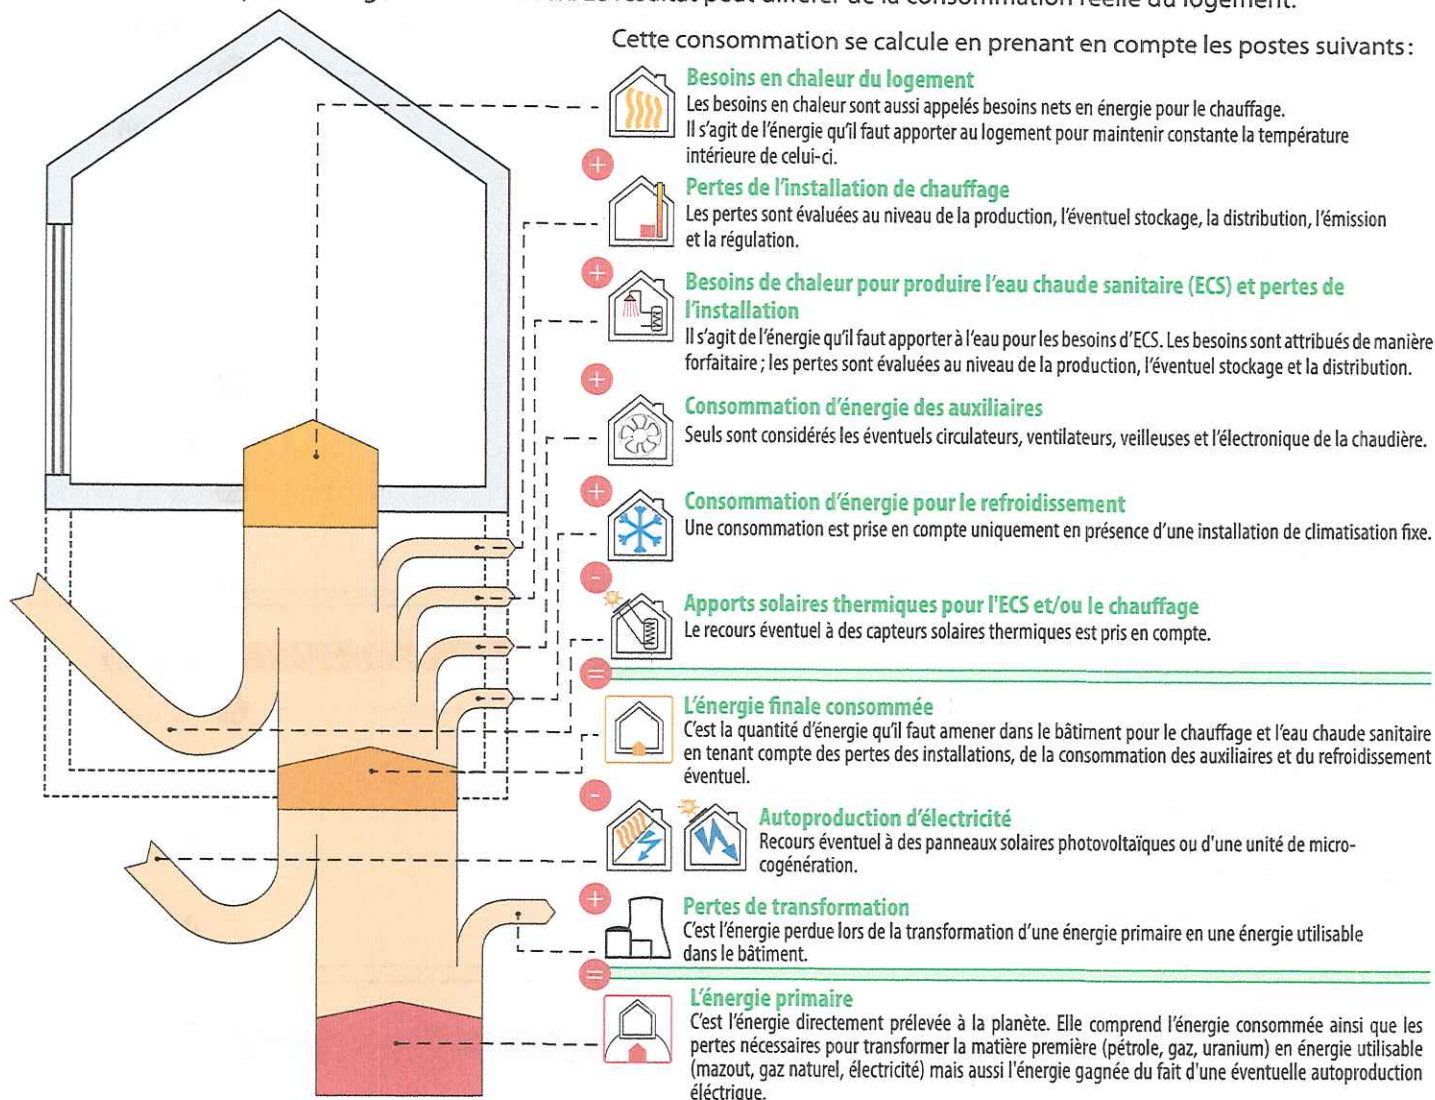 résultat peut différer de la consommation réelle du logement.
Cette consommation se calcule en prenant en compte les postes suivants :
Besoins en chaleur du logement
Les besoins en chaleur sont aussi appelés besoins nets en énergie pour le chauffage.
Il s'agit de l'énergie qu'il faut apporter au logement pour maintenir constante la température
intérieure de celui-ci.
+
Pertes de l'installation de chauffage
Les pertes sont évaluées au niveau de la production, l'éventuel stockage, la distribution, l'émission
et la régulation.
+
Besoins de chaleur pour produire l'eau chaude sanitaire (ECS) et pertes de
l'installation
Il s'agit de l'énergie qu'il faut apporter à l'eau pour les besoins d'ECS. Les besoins sont attribués de manière
forfaitaire ; les pertes sont évaluées au niveau de la production, l'éventuel stockage et la distribution.
+
Consommation d'énergie des auxiliaires
Seuls sont considérés les éventuels circulateurs, ventilateurs, veilleuses et l'électronique de la chaudière.
+
Consommation d'énergie pour le refroidissement
Une consommation est prise en compte uniquement en présence d'une installation de climatisation fixe.
-
Apports solaires thermiques pour l'ECS et/ou le chauffage
Le recours éventuel à des capteurs solaires thermiques est pris en compte.
=
L'énergie finale consommée
C'est la quantité d'énergie qu'il faut amener dans le bâtiment pour le chauffage et l'eau chaude sanitaire
en tenant compte des pertes des installations, de la consommation des auxiliaires et du refroidissement
éventuel.
-
Autoproduction d'électricité
Recours éventuel à des panneaux solaires photovoltaïques ou d'une unité de micro-
cogénération.
+
Pertes de transformation
C'est l'énergie perdue lors de la transformation d'une énergie primaire en une énergie utilisable
dans le bâtiment.
=
L'énergie primaire
C'est l'énergie directement prélevée à la planète. Elle comprend l'énergie consommée ainsi que les
pertes nécessaires pour transformer la matière première (pétrole, gaz, uranium) en énergie utilisable
(mazout, gaz naturel, électricité) mais aussi l'énergie gagnée du fait d'une éventuelle autoproduction
éléctrique.